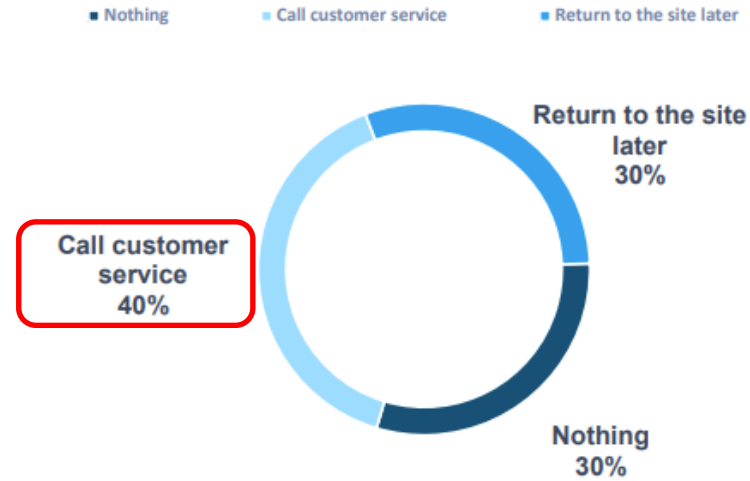 Nothing
Call customer service
Return to the site later
Return to the site
later
30%
Call customer
service
40%
Nothing
30%